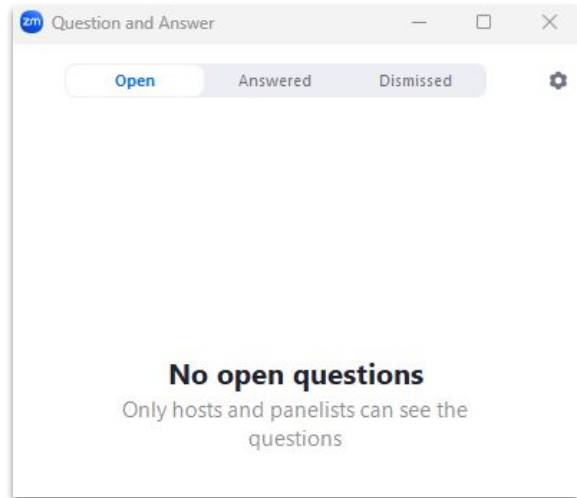 zm Question and Answer
Open Answered Dismissed
No open questions
Only hosts and panelists can see the
questions